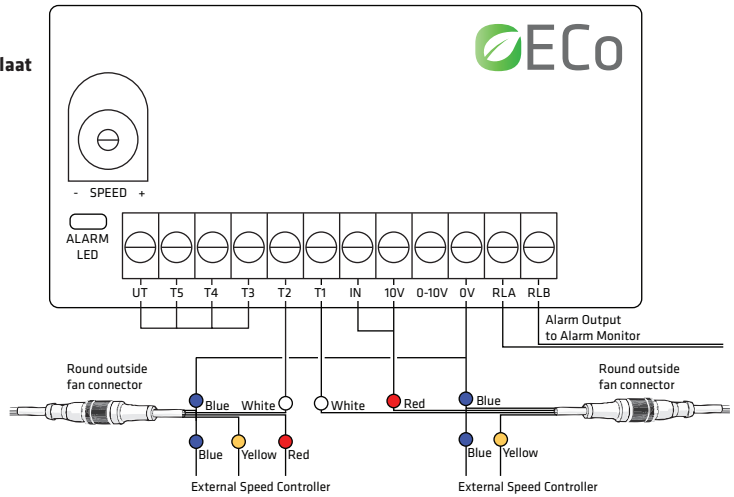 laat
ECo
- SPEED +
ALARM
LED
UT T5 T4 T3 T2 T1 IN 10V 0-10V 0V RLA RLB
Alarm Output
to Alarm Monitor
Round outside
fan connector
Round outside
fan connector
Blue White White Red Blue
Blue Yellow Red Blue Yellow
External Speed Controller External Speed Controller